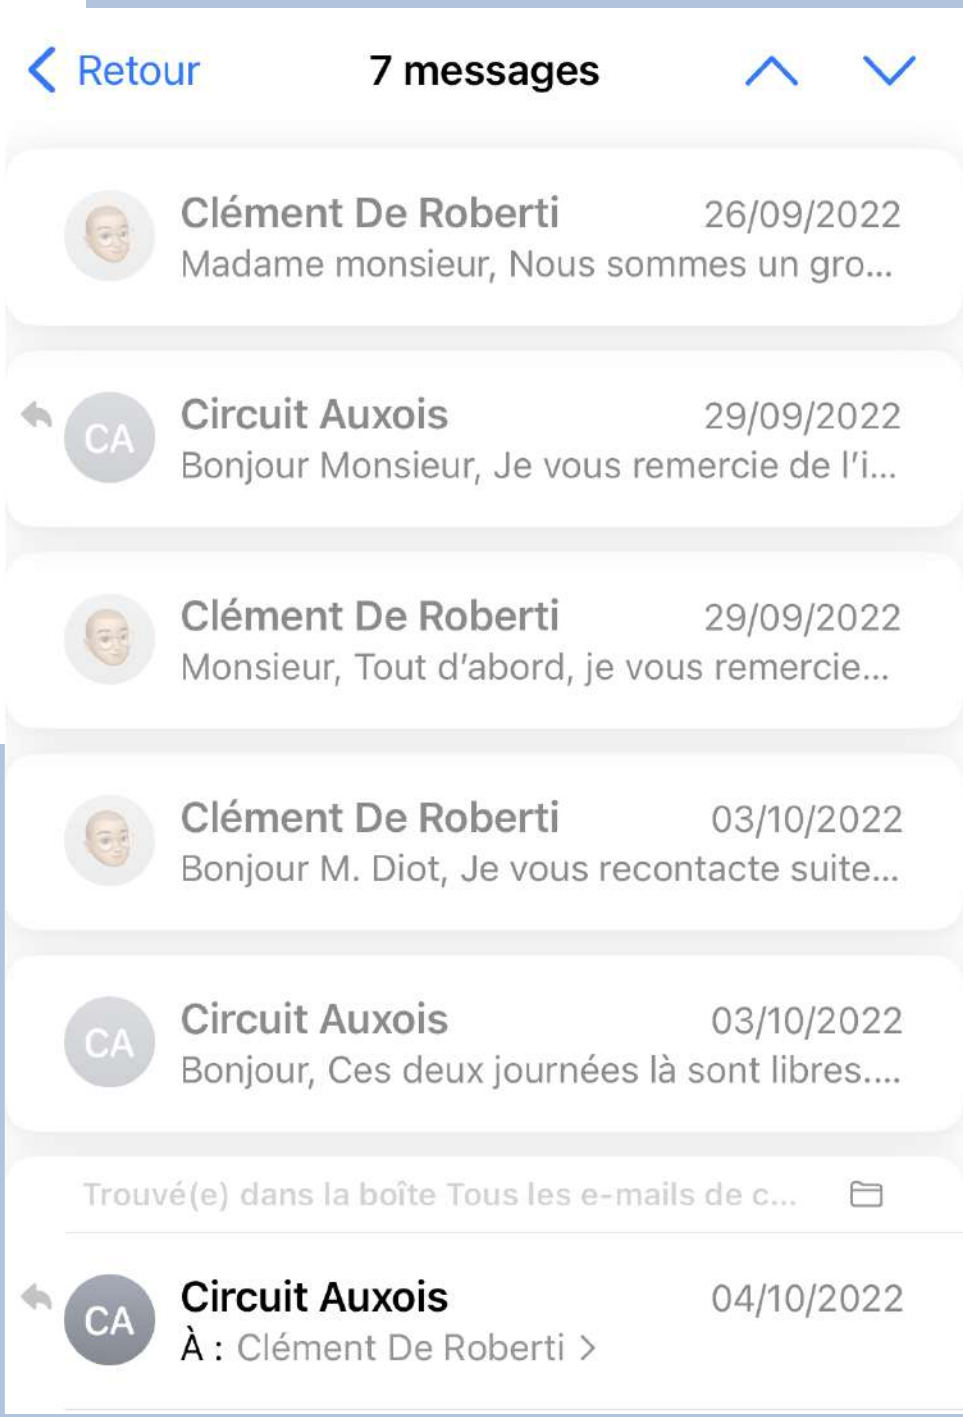 Retour
7 messages
Clément De Roberti 26/09/2022
Madame monsieur, Nous sommes un gro...
Circuit Auxois 29/09/2022
CA
Bonjour Monsieur, Je vous remercie de l'i...
Clément De Roberti 29/09/2022
Monsieur, Tout d'abord, je vous remercie...
Clément De Roberti 03/10/2022
Bonjour M. Diot, Je vous recontacte suite...
Circuit Auxois 03/10/2022
CA
Bonjour, Ces deux journées là sont libres....
Trouvé(e) dans la boîte Tous les e-mails de c...
Circuit Auxois 04/10/2022
CA
À : Clément De Roberti >